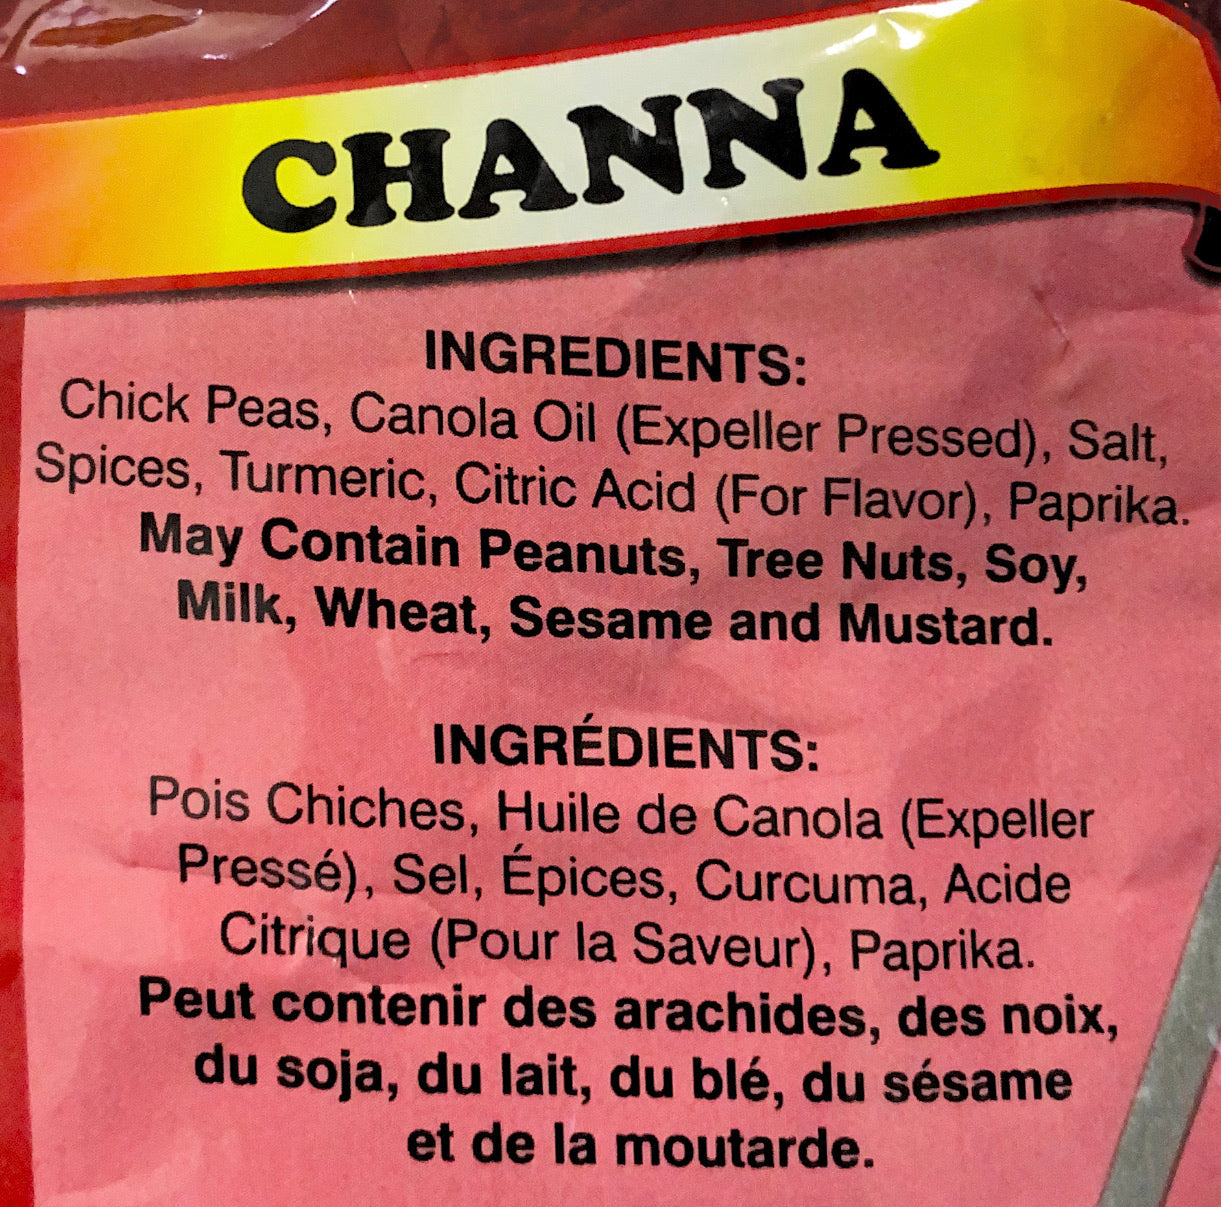 CHANNA
INGREDIENTS:
Chick Peas, Canola Oil (Expeller Pressed), Salt,
Spices, Turmeric, Citric Acid (For Flavor), Paprika.
May Contain Peanuts, Tree Nuts, Soy,
Milk, Wheat, Sesame and Mustard.
INGRÉDIENTS:
Pois Chiches, Huile de Canola (Expeller
Pressé), Sel, Épices, Curcuma, Acide
Citrique (Pour la Saveur), Paprika.
Peut contenir des arachides, des noix,
du soja, du lait, du blé, du sésame
et de la moutarde.